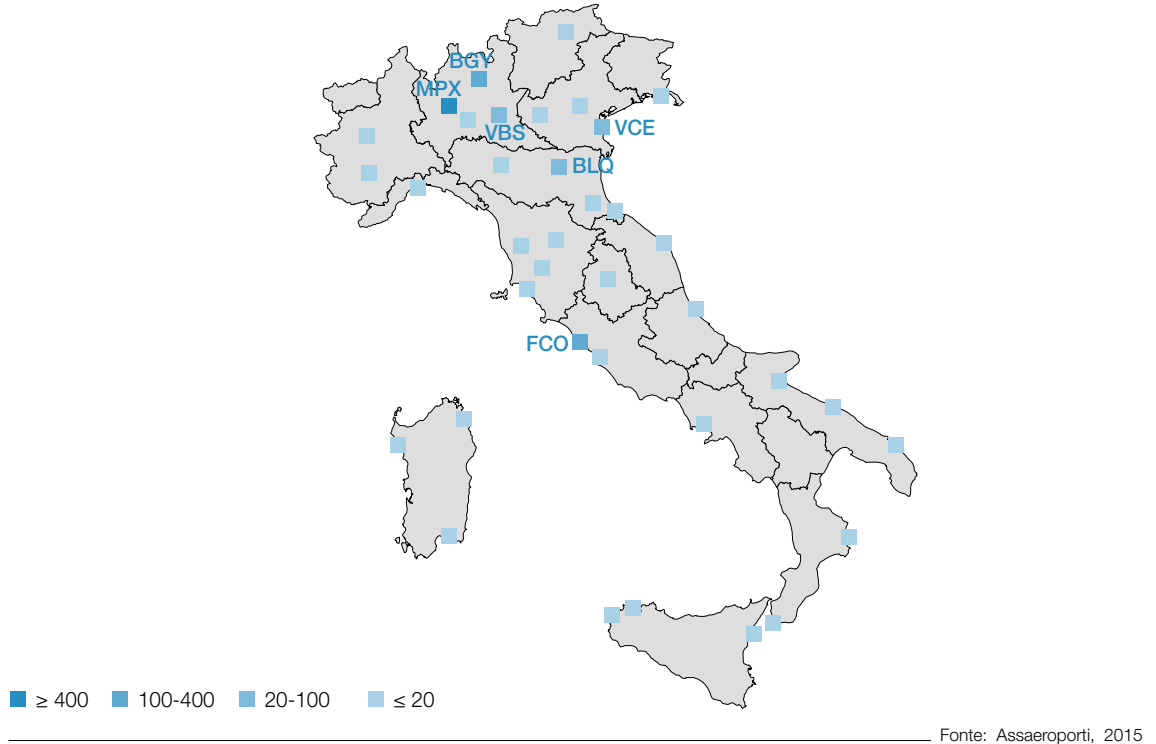 BGY
MPX
VBS
VCE
BLQ
FCO
≥ 400
100-400
20-100
≤ 20
Fonte: Assaeroporti, 2015